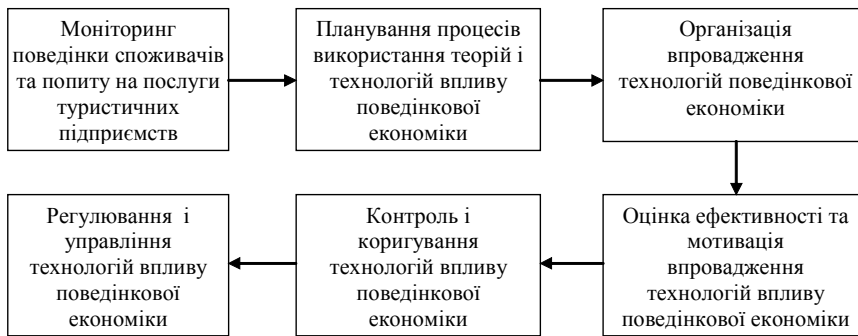 Моніторинг
поведінки споживачів
та попиту на послуги
туристичних
підприємств
Планування процесів
використання теорій і
технологій впливу
поведінкової
економіки
Організація
впровадження
технологій поведінкової
економіки
Оцінка ефективності та
мотивація
впровадження
технологій впливу
поведінкової економіки
Контроль і
коригування
технологій впливу
поведінкової
економіки
Регулювання і
управління
технологій впливу
поведінкової
економіки